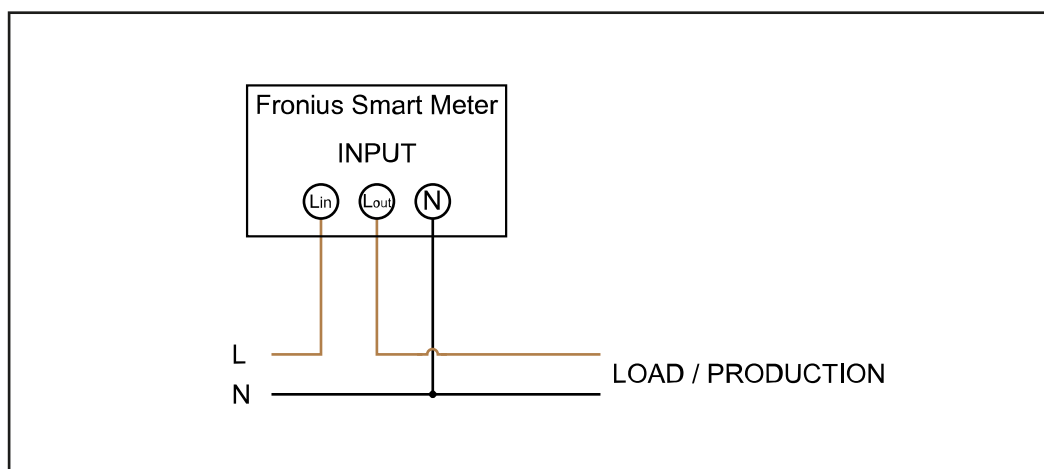 Fronius Smart Meter
INPUT
Lin Lout N
L
LOAD / PRODUCTION
N